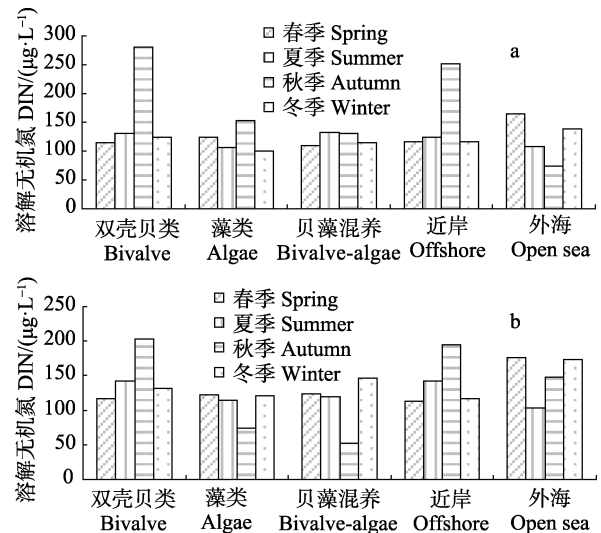 溶解无机氮 DIN/(μg·L⁻¹)
300
250
200
150
100
50
0
春季 Spring
夏季 Summer
秋季 Autumn
冬季 Winter
a
双壳贝类 藻类 贝藻混养 近岸 外海
Bivalve Algae Bivalve-algae Offshore Open sea
溶解无机氮 DIN/(μg·L⁻¹)
250
200
150
100
50
0
春季 Spring
夏季 Summer
秋季 Autumn
冬季 Winter
b
双壳贝类 藻类 贝藻混养 近岸 外海
Bivalve Algae Bivalve-algae Offshore Open sea